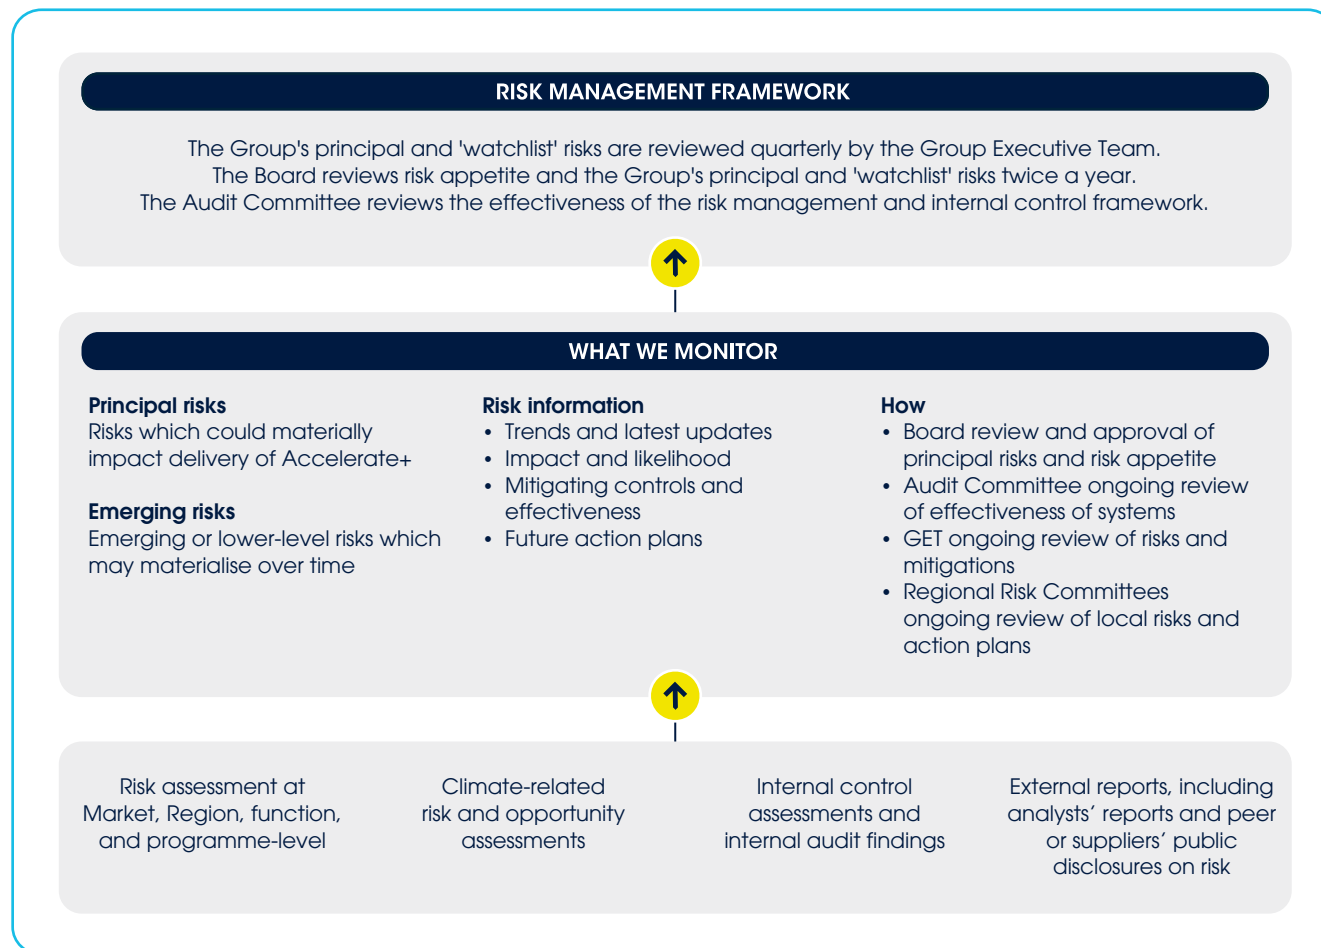 RISK MANAGEMENT FRAMEWORK
The Group's principal and 'watchlist' risks are reviewed quarterly by the Group Executive Team.
The Board reviews risk appetite and the Group's principal and 'watchlist' risks twice a year.
The Audit Committee reviews the effectiveness of the risk management and internal control framework.
WHAT WE MONITOR
Principal risks
Risks which could materially
impact delivery of Accelerate+
Emerging risks
Emerging or lower-level risks which
may materialise over time
Risk information
• Trends and latest updates
• Impact and likelihood
• Mitigating controls and
effectiveness
• Future action plans
How
• Board review and approval of
principal risks and risk appetite
• Audit Committee ongoing review
of effectiveness of systems
• GET ongoing review of risks and
mitigations
• Regional Risk Committees
ongoing review of local risks and
action plans
Risk assessment at
Market, Region, function,
and programme-level
Climate-related
risk and opportunity
assessments
Internal control
assessments and
internal audit findings
External reports, including
analysts’ reports and peer
or suppliers’ public
disclosures on risk